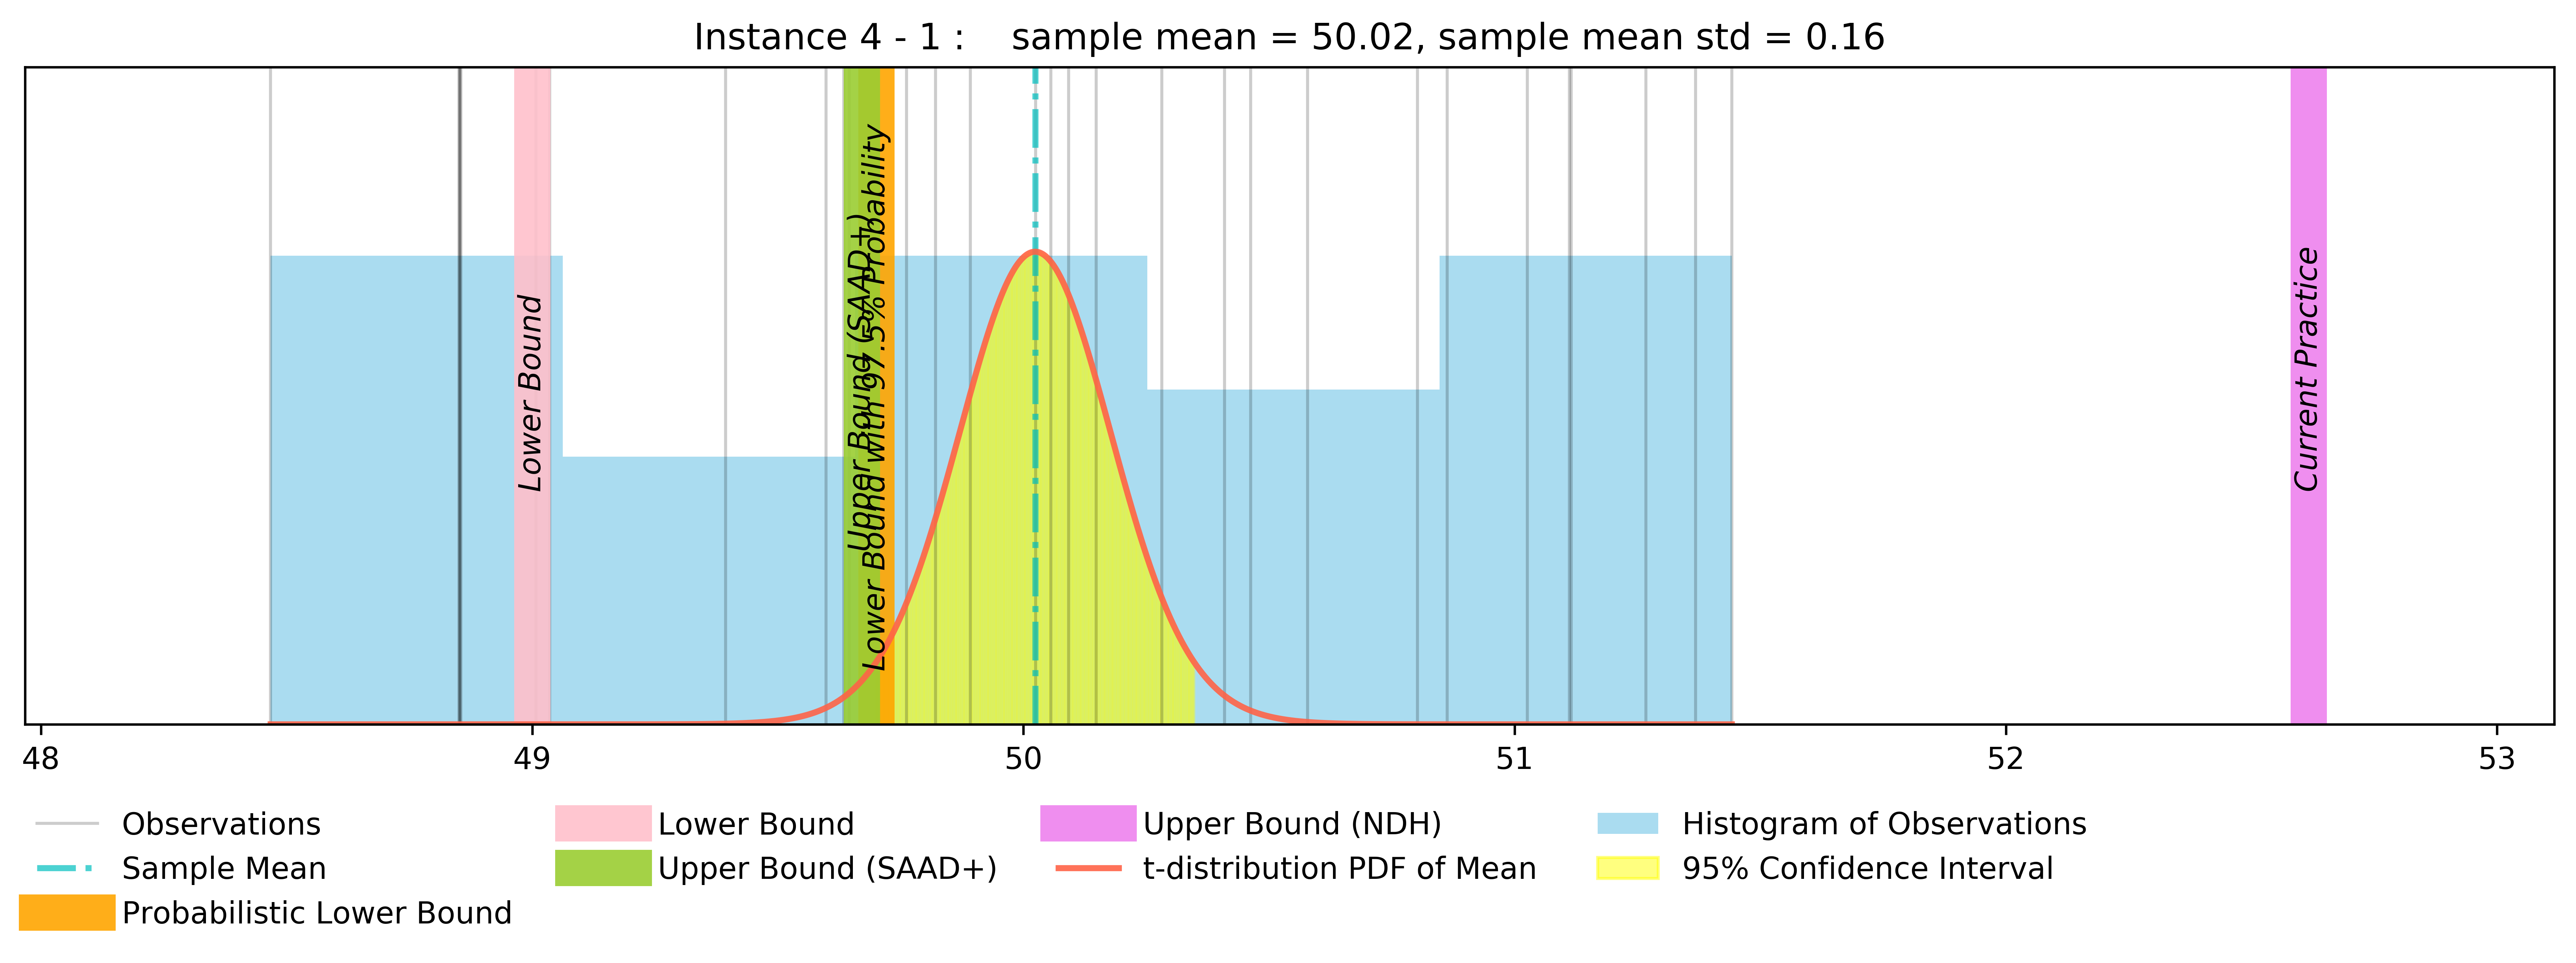 Instance 4 - 1 :    sample mean = 50.02, sample mean std = 0.16
Lower Bound
Upper Bound (SAAD+)
Lower Bound with 97.5% Probability
Current Practice
48 49 50 51 52 53
Observations
Sample Mean
Probabilistic Lower Bound
Lower Bound
Upper Bound (SAAD+)
Upper Bound (NDH)
t-distribution PDF of Mean
Histogram of Observations
95% Confidence Interval